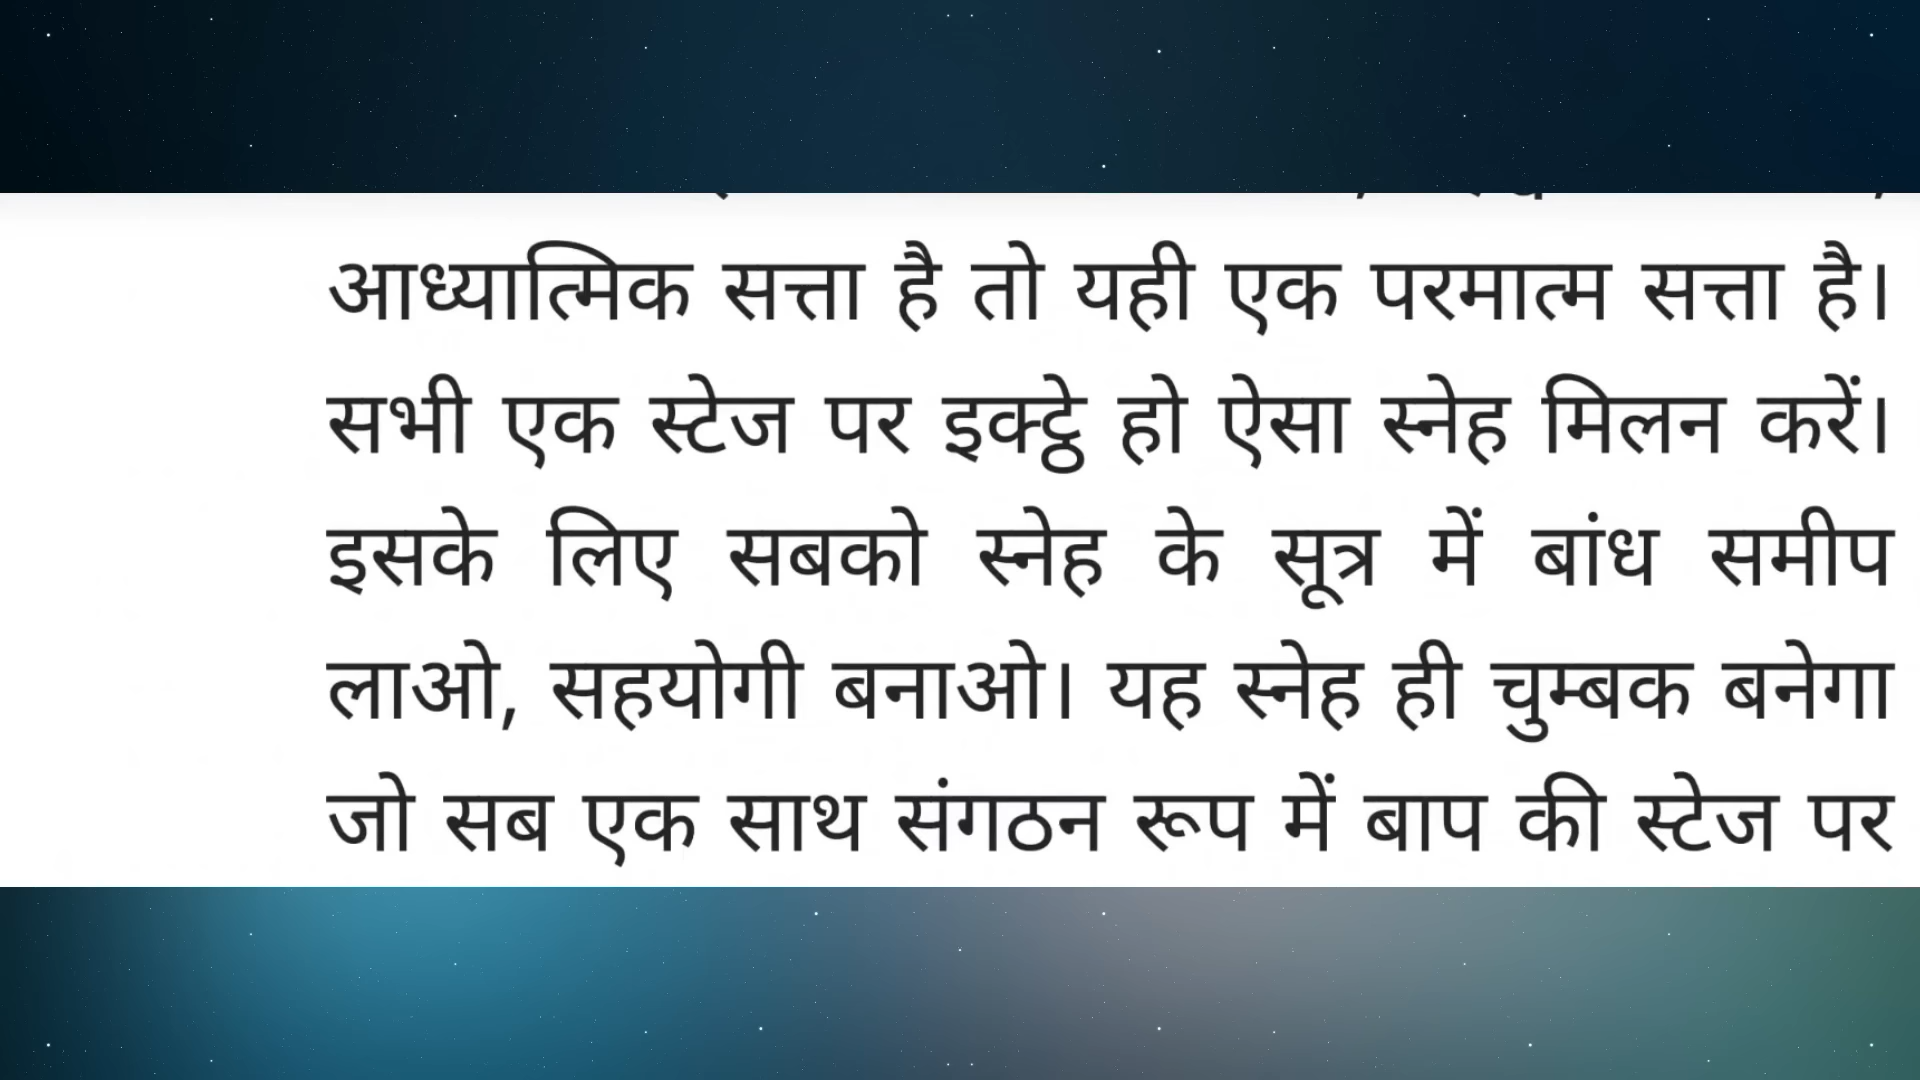 आध्यात्मिक सत्ता है तो यही एक परमात्म सत्ता है।
सभी एक स्टेज पर इक्ट्ठे हो ऐसा स्नेह मिलन करें।
इसके लिए सबको स्नेह के सूत्र में बांध समीप
लाओ, सहयोगी बनाओ। यह स्नेह ही चुम्बक बनेगा
जो सब एक साथ संगठन रूप में बाप की स्टेज पर